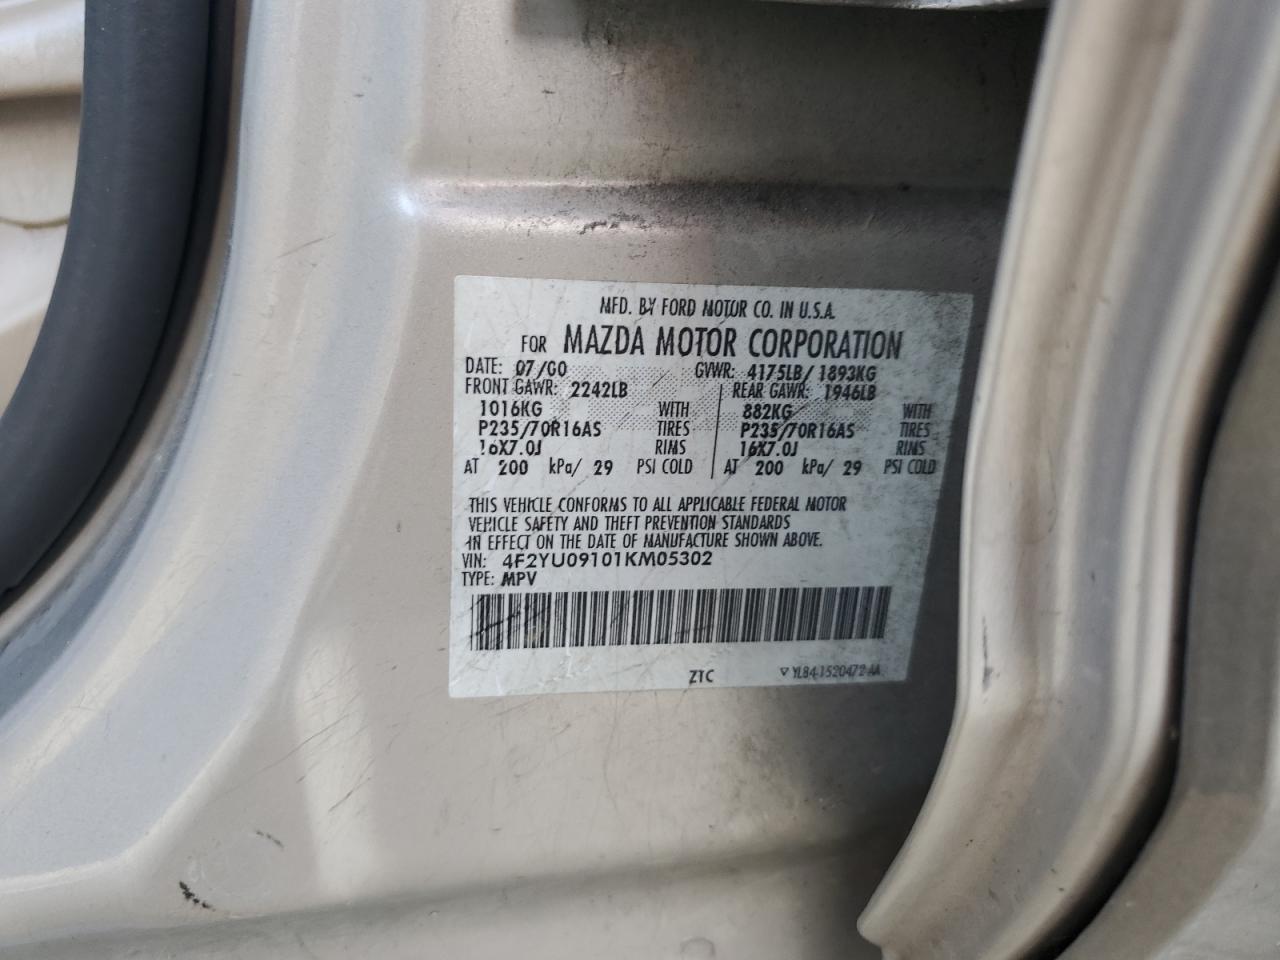 MFD. BY FORD MOTOR CO. IN U.S.A.
FOR MAZDA MOTOR CORPORATION
DATE: 07/00 GVWR: 4175LB/1893KG
FRONT GAWR: 2242LB REAR GAWR: 1946LB
1016KG WITH 882KG WITH
P235/70R16AS TIRES P235/70R16AS TIRES
16X7.0J RIMS 16X7.0J RIMS
AT 200 kPa/ 29 PSI COLD AT 200 kPa/ 29 PSI COLD
THIS VEHICLE CONFORMS TO ALL APPLICABLE FEDERAL MOTOR
VEHICLE SAFETY AND THEFT PREVENTION STANDARDS
IN EFFECT ON THE DATE OF MANUFACTURE SHOWN ABOVE.
VIN: 4F2YU09101KM05302
TYPE: MPV
ZTC YL84-1520472-AA